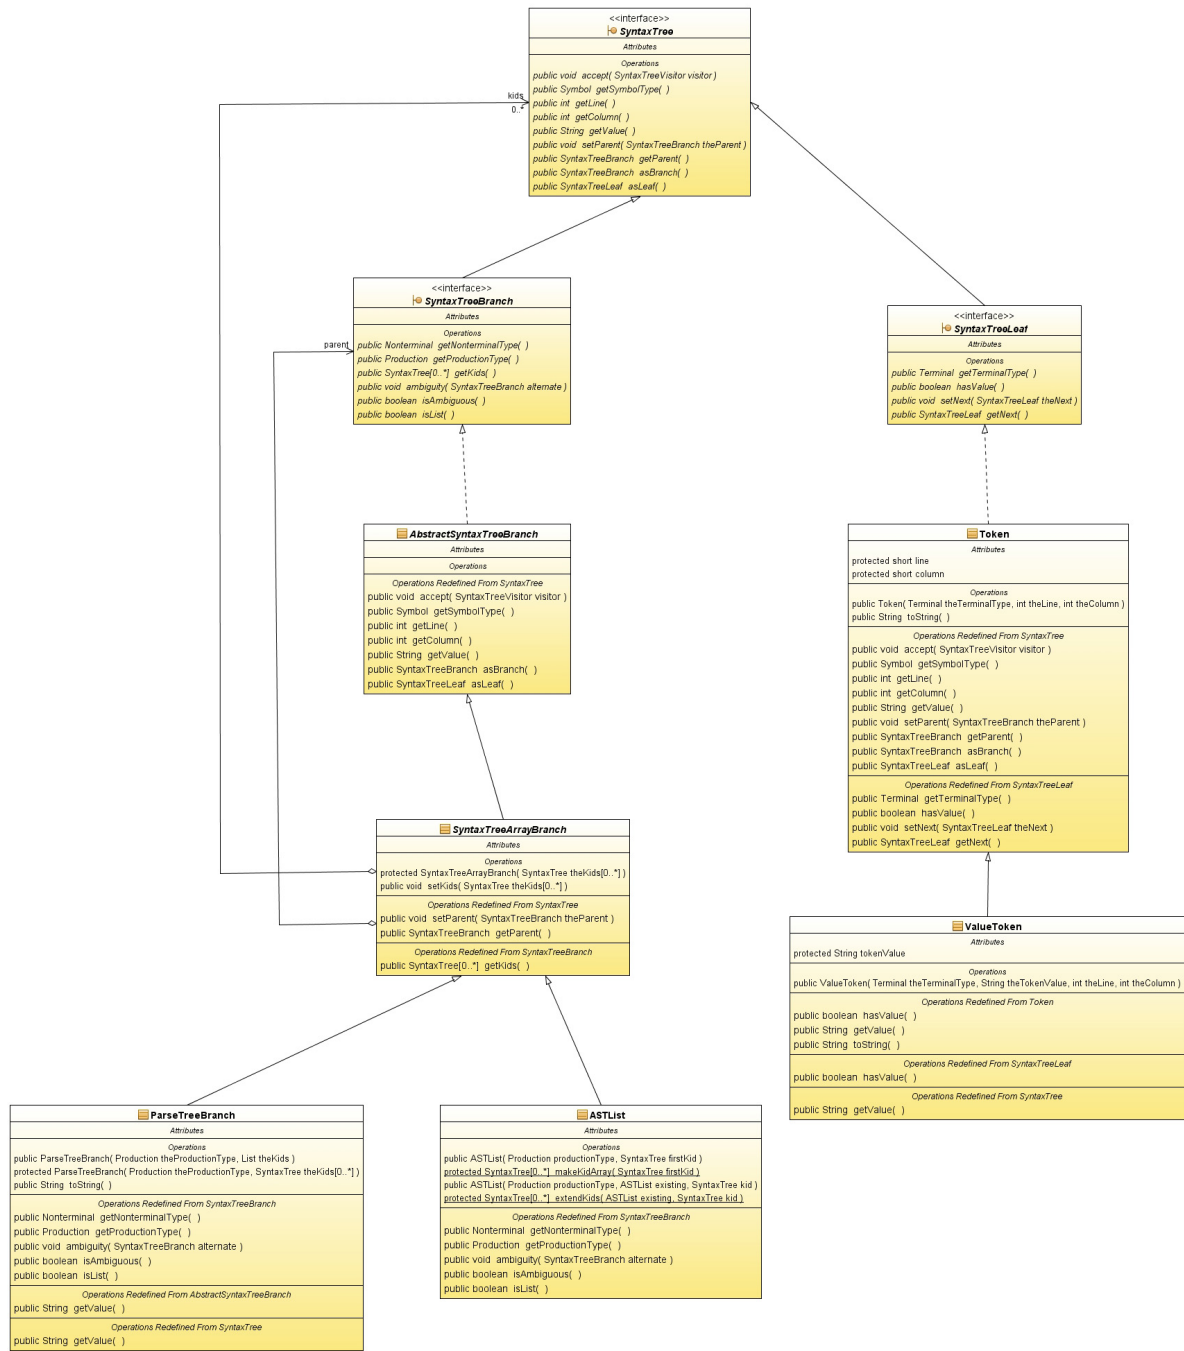 <<interface>>
SyntaxTree
Attributes
Operations
public void accept( SyntaxTreeVisitor visitor )
public Symbol getSymbolType( )
public int getLine( )
public int getColumn( )
public String getValue( )
public void setParent( SyntaxTreeBranch theParent )
public SyntaxTreeBranch getParent( )
public SyntaxTreeBranch asBranch( )
public SyntaxTreeLeaf asLeaf( )
kids
0..*
<<interface>>
SyntaxTreeBranch
Attributes
Operations
public Nonterminal getNonterminalType( )
public Production getProductionType( )
public SyntaxTree[0..*] getKids( )
public void ambiguity( SyntaxTreeBranch alternate )
public boolean isAmbiguous( )
public boolean isList( )
parent
<<interface>>
SyntaxTreeLeaf
Attributes
Operations
public Terminal getTerminalType( )
public boolean hasValue( )
public void setNext( SyntaxTreeLeaf theNext )
public SyntaxTreeLeaf getNext( )
AbstractSyntaxTreeBranch
Attributes
Operations
Operations Redefined From SyntaxTree
public void accept( SyntaxTreeVisitor visitor )
public Symbol getSymbolType( )
public int getLine( )
public int getColumn( )
public String getValue( )
public SyntaxTreeBranch asBranch( )
public SyntaxTreeLeaf asLeaf( )
Token
Attributes
protected short line
protected short column
Operations
public Token( Terminal theTerminalType, int theLine, int theColumn )
public String toString( )
Operations Redefined From SyntaxTree
public void accept( SyntaxTreeVisitor visitor )
public Symbol getSymbolType( )
public int getLine( )
public int getColumn( )
public String getValue( )
public void setParent( SyntaxTreeBranch theParent )
public SyntaxTreeBranch getParent( )
public SyntaxTreeBranch asBranch( )
public SyntaxTreeLeaf asLeaf( )
Operations Redefined From SyntaxTreeLeaf
public Terminal getTerminalType( )
public boolean hasValue( )
public void setNext( SyntaxTreeLeaf theNext )
public SyntaxTreeLeaf getNext( )
SyntaxTreeArrayBranch
Attributes
Operations
protected SyntaxTreeArrayBranch( SyntaxTree theKids[0..*] )
public void setKids( SyntaxTree theKids[0..*] )
Operations Redefined From SyntaxTree
public void setParent( SyntaxTreeBranch theParent )
public SyntaxTreeBranch getParent( )
Operations Redefined From SyntaxTreeBranch
public SyntaxTree[0..*] getKids( )
ValueToken
Attributes
protected String tokenValue
Operations
public ValueToken( Terminal theTerminalType, String theTokenValue, int theLine, int theColumn )
Operations Redefined From Token
public boolean hasValue( )
public String getValue( )
public String toString( )
Operations Redefined From SyntaxTreeLeaf
public boolean hasValue( )
Operations Redefined From SyntaxTree
public String getValue( )
ParseTreeBranch
Attributes
Operations
public ParseTreeBranch( Production theProductionType, List theKids )
protected ParseTreeBranch( Production theProductionType, SyntaxTree theKids[0..*] )
public String toString( )
Operations Redefined From SyntaxTreeBranch
public Nonterminal getNonterminalType( )
public Production getProductionType( )
public void ambiguity( SyntaxTreeBranch alternate )
public boolean isAmbiguous( )
public boolean isList( )
Operations Redefined From AbstractSyntaxTreeBranch
public String getValue( )
Operations Redefined From SyntaxTree
public String getValue( )
ASTList
Attributes
Operations
public ASTList( Production productionType, SyntaxTree firstKid )
protected SyntaxTree[0..*] makeKidArray( SyntaxTree firstKid )
public ASTList( Production productionType, ASTList existing, SyntaxTree kid )
protected SyntaxTree[0..*] extendKids( ASTList existing, SyntaxTree kid )
Operations Redefined From SyntaxTreeBranch
public Nonterminal getNonterminalType( )
public Production getProductionType( )
public void ambiguity( SyntaxTreeBranch alternate )
public boolean isAmbiguous( )
public boolean isList( )